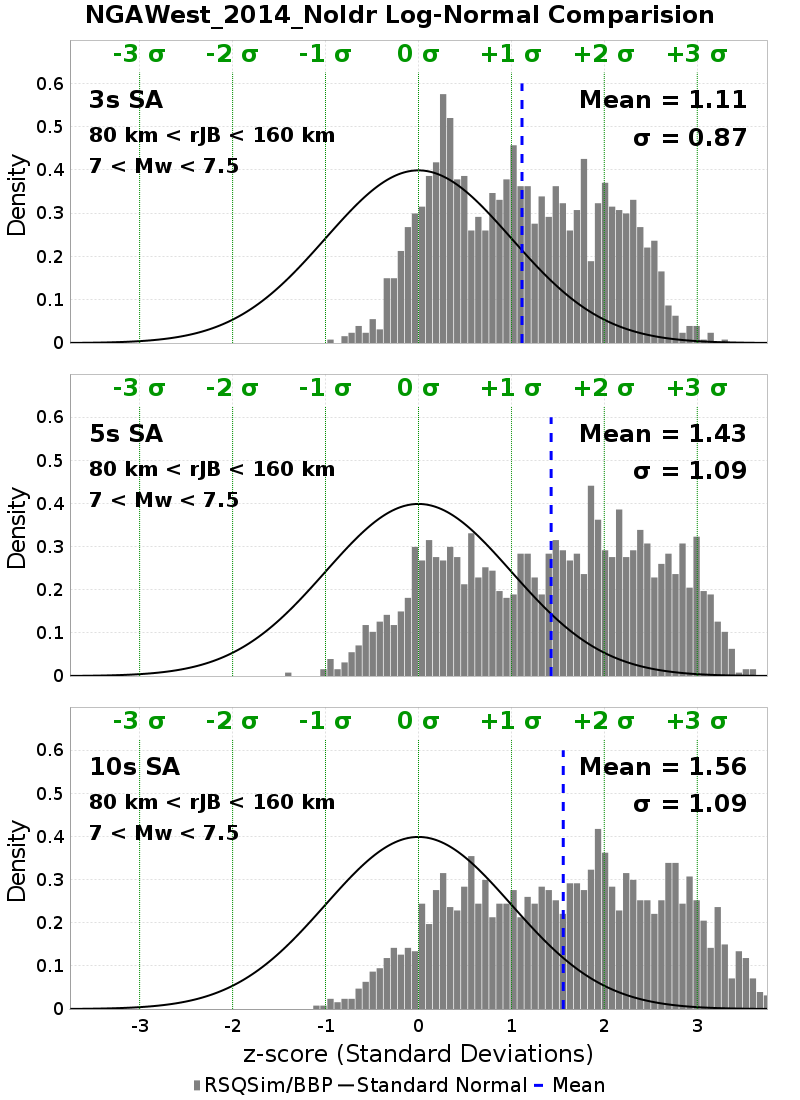 NGAWest_2014_NoIdr Log-Normal Comparision
-3 σ -2 σ -1 σ 0 σ +1 σ +2 σ +3 σ
3s SA
80 km < rJB < 160 km
7 < Mw < 7.5
Mean = 1.11
σ = 0.87
Density
0.6
0.5
0.4
0.3
0.2
0.1
0
-3 σ -2 σ -1 σ 0 σ +1 σ +2 σ +3 σ
5s SA
80 km < rJB < 160 km
7 < Mw < 7.5
Mean = 1.43
σ = 1.09
Density
0.6
0.5
0.4
0.3
0.2
0.1
0
-3 σ -2 σ -1 σ 0 σ +1 σ +2 σ +3 σ
10s SA
80 km < rJB < 160 km
7 < Mw < 7.5
Mean = 1.56
σ = 1.09
Density
0.6
0.5
0.4
0.3
0.2
0.1
0
-3 -2 -1 0 1 2 3
z-score (Standard Deviations)
RSQSim/BBP Standard Normal Mean